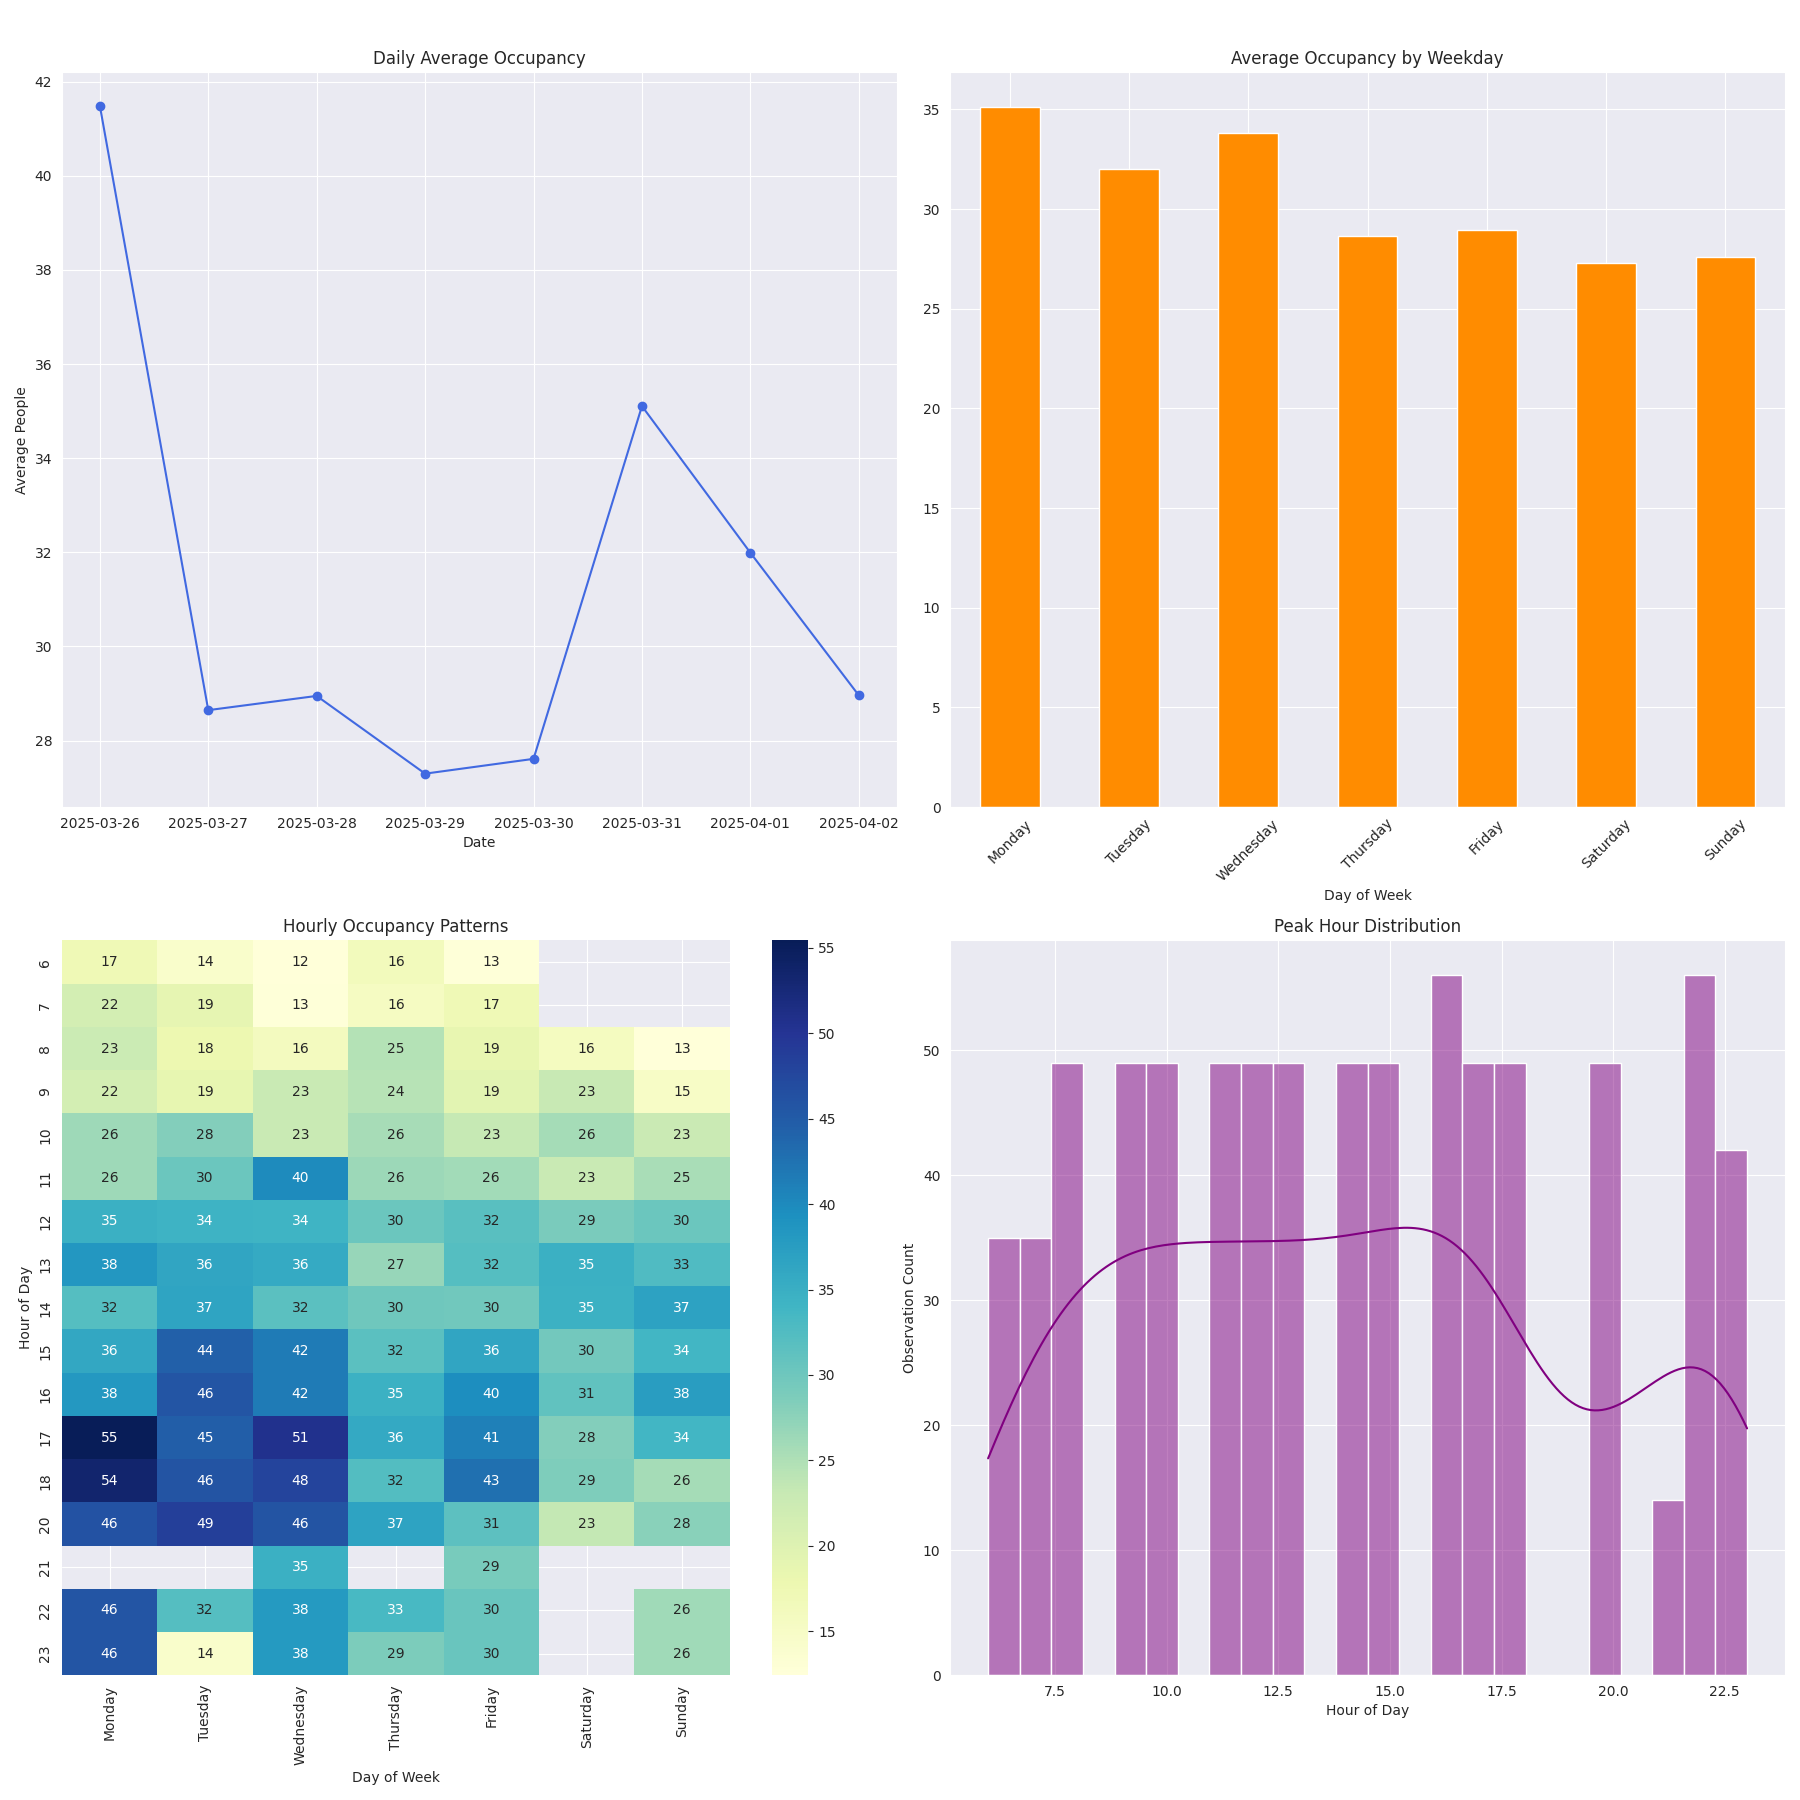 Daily Average Occupancy
42
40
38
36
34
32
30
28
Average People
2025-03-26 2025-03-27 2025-03-28 2025-03-29 2025-03-30 2025-03-31 2025-04-01 2025-04-02
Date
Average Occupancy by Weekday
35
30
25
20
15
10
5
0
Monday Tuesday Wednesday Thursday Friday Saturday Sunday
Day of Week
Hourly Occupancy Patterns
Hour of Day
6 17 14 12 16 13
7 22 19 13 16 17
8 23 18 16 25 19 16 13
9 22 19 23 24 19 23 15
10 26 28 23 26 23 26 23
11 26 30 40 26 26 23 25
12 35 34 34 30 32 29 30
13 38 36 36 27 32 35 33
14 32 37 32 30 30 35 37
15 36 44 42 32 36 30 34
16 38 46 42 35 40 31 38
17 55 45 51 36 41 28 34
18 54 46 48 32 43 29 26
20 46 49 46 37 31 23 28
21 35 29
22 46 32 38 33 30 26
23 46 14 38 29 30 26
Monday Tuesday Wednesday Thursday Friday Saturday Sunday
Day of Week
55
50
45
40
35
30
25
20
15
Peak Hour Distribution
50
40
30
20
10
0
Observation Count
7.5 10.0 12.5 15.0 17.5 20.0 22.5
Hour of Day